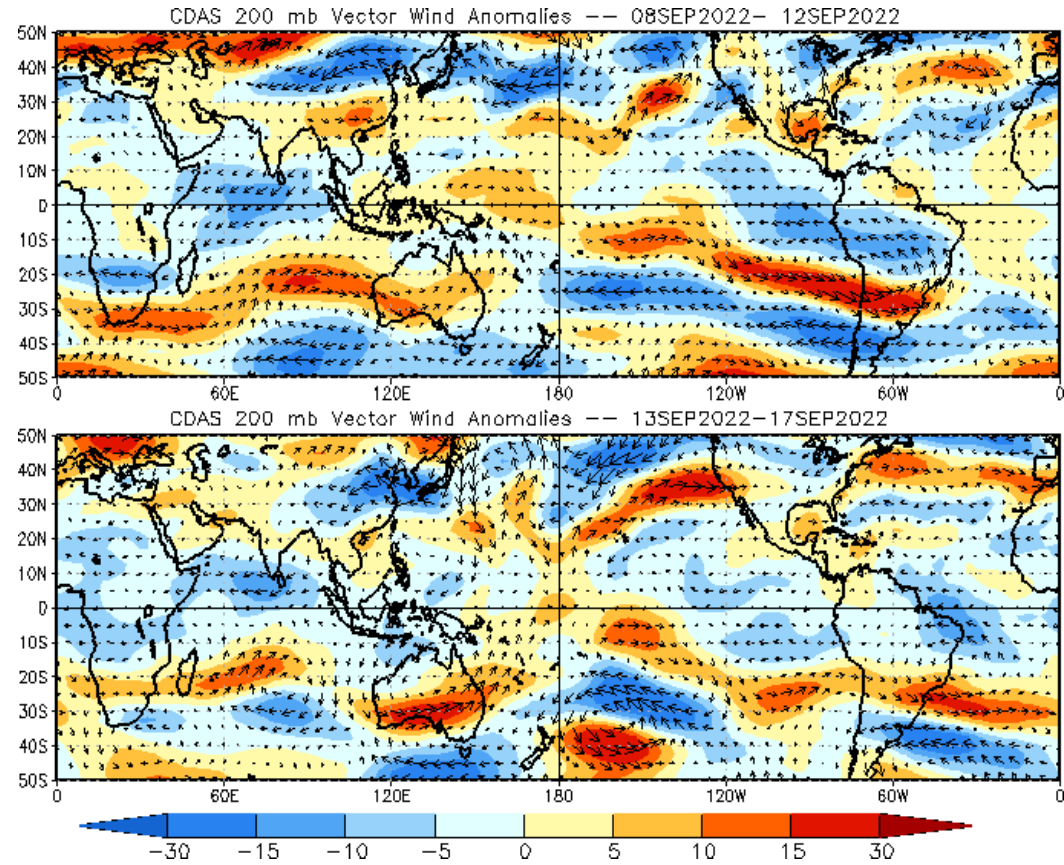 CDAS 200 mb Vector Wind Anomalies -- 08SEP2022- 12SEP2022
50N
40N
30N
20N
10N
0
10S
20S
30S
40S
50S
0 60E 120E 180 120W 60W 0
CDAS 200 mb Vector Wind Anomalies -- 13SEP2022-17SEP2022
50N
40N
30N
20N
10N
0
10S
20S
30S
40S
50S
0 60E 120E 180 120W 60W 0
-30 -15 -10 -5 0 5 10 15 30